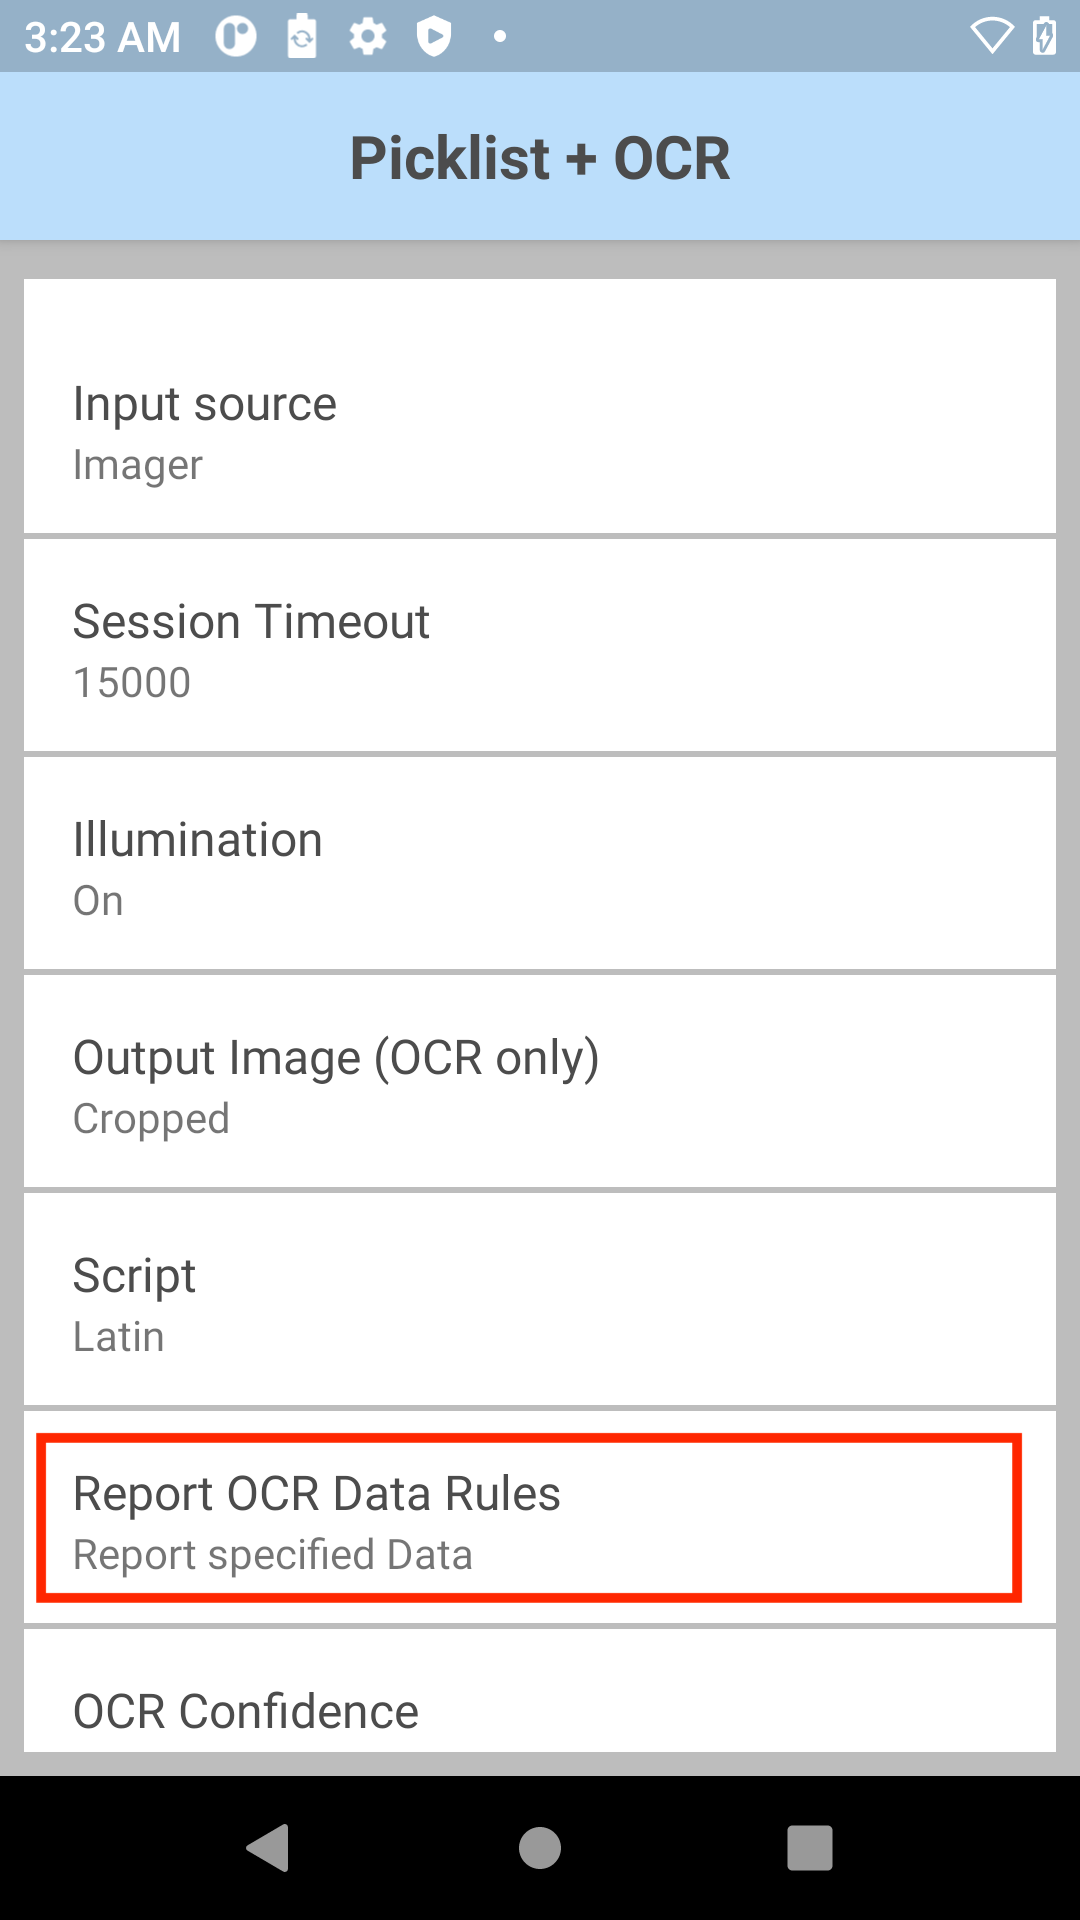 3:23 AM
Picklist + OCR
Input source
Imager
Session Timeout
15000
Illumination
On
Output Image (OCR only)
Cropped
Script
Latin
Report OCR Data Rules
Report specified Data
OCR Confidence